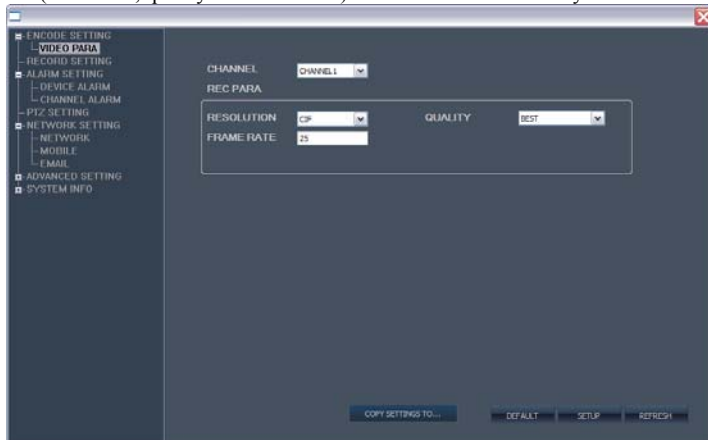 ENCODE SETTING
VIDEO PARA
RECORD SETTING
ALARM SETTING
DEVICE ALARM
CHANNEL ALARM
PTZ SETTING
NETWORK SETTING
NETWORK
MOBILE
EMAIL
ADVANCED SETTING
SYSTEM INFO
CHANNEL CHANNEL1
REC PARA
RESOLUTION CIF QUALITY BEST
FRAME RATE 25
COPY SETTINGS TO... DEFAULT SETUP REFRESH